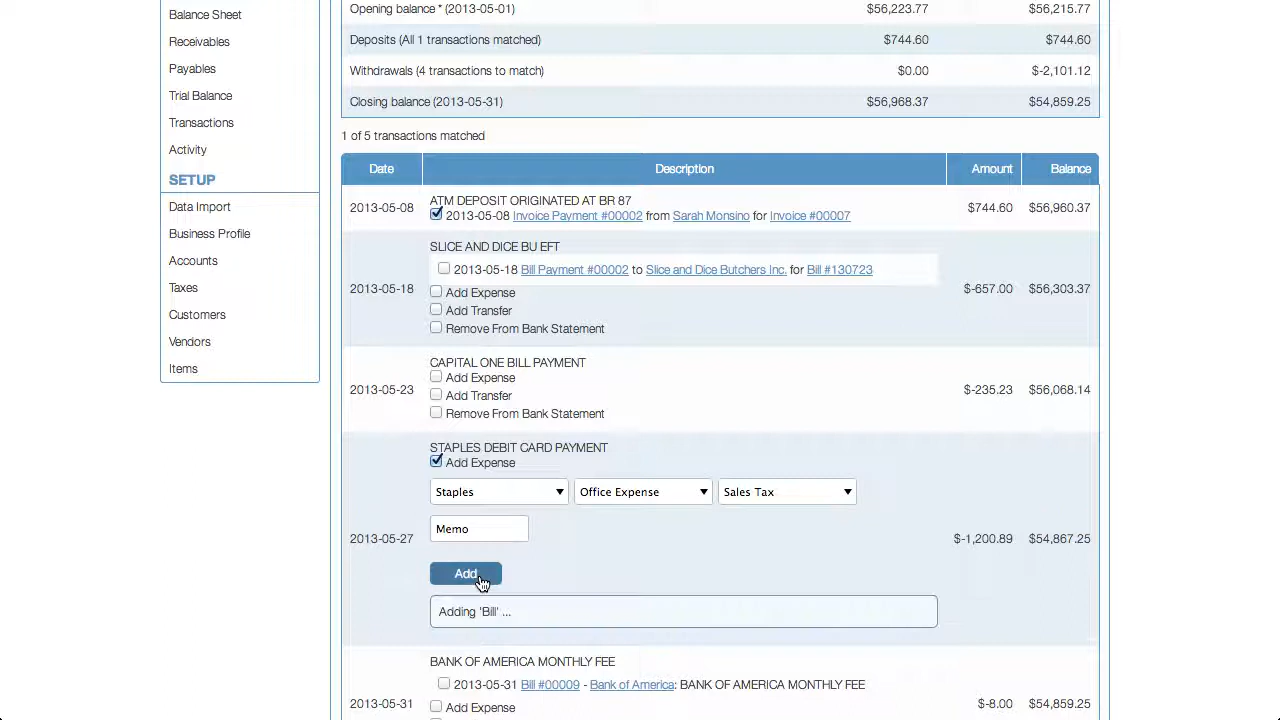 Balance Sheet
Receivables
Payables
Trial Balance
Transactions
Activity
SETUP
Data Import
Business Profile
Accounts
Taxes
Customers
Vendors
Items
Opening balance * (2013-05-01) $56,223.77 $56,215.77
Deposits (All 1 transactions matched) $744.60 $744.60
Withdrawals (4 transactions to match) $0.00 $-2,101.12
Closing balance (2013-05-31) $56,968.37 $54,859.25
1 of 5 transactions matched
Date Description Amount Balance
ATM DEPOSIT ORIGINATED AT BR 87
2013-05-08 $744.60 $56,960.37
2013-05-08 Invoice Payment #00002 from Sarah Monsino for Invoice #00007
SLICE AND DICE BU EFT
2013-05-18 Bill Payment #00002 to Slice and Dice Butchers Inc. for Bill #130723
2013-05-18 $-657.00 $56,303.37
Add Expense
Add Transfer
Remove From Bank Statement
CAPITAL ONE BILL PAYMENT
Add Expense
2013-05-23 $-235.23 $56,068.14
Add Transfer
Remove From Bank Statement
STAPLES DEBIT CARD PAYMENT
Add Expense
Staples Office Expense Sales Tax
Memo
2013-05-27 $-1,200.89 $54,867.25
Add
Adding 'Bill' ...
BANK OF AMERICA MONTHLY FEE
2013-05-31 Bill #00009 - Bank of America: BANK OF AMERICA MONTHLY FEE
2013-05-31 $-8.00 $54,859.25
Add Expense